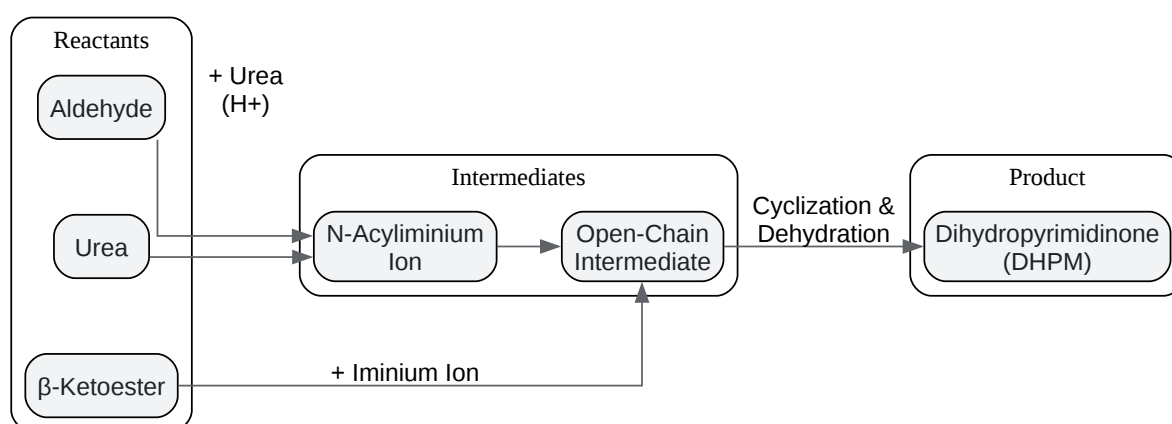 Reactants
Aldehyde
+ Urea
(H+)
Urea
β-Ketoester
Intermediates
N-Acyliminium
Ion
Open-Chain
Intermediate
+ Iminium Ion
Cyclization &
Dehydration
Product
Dihydropyrimidinone
(DHPM)